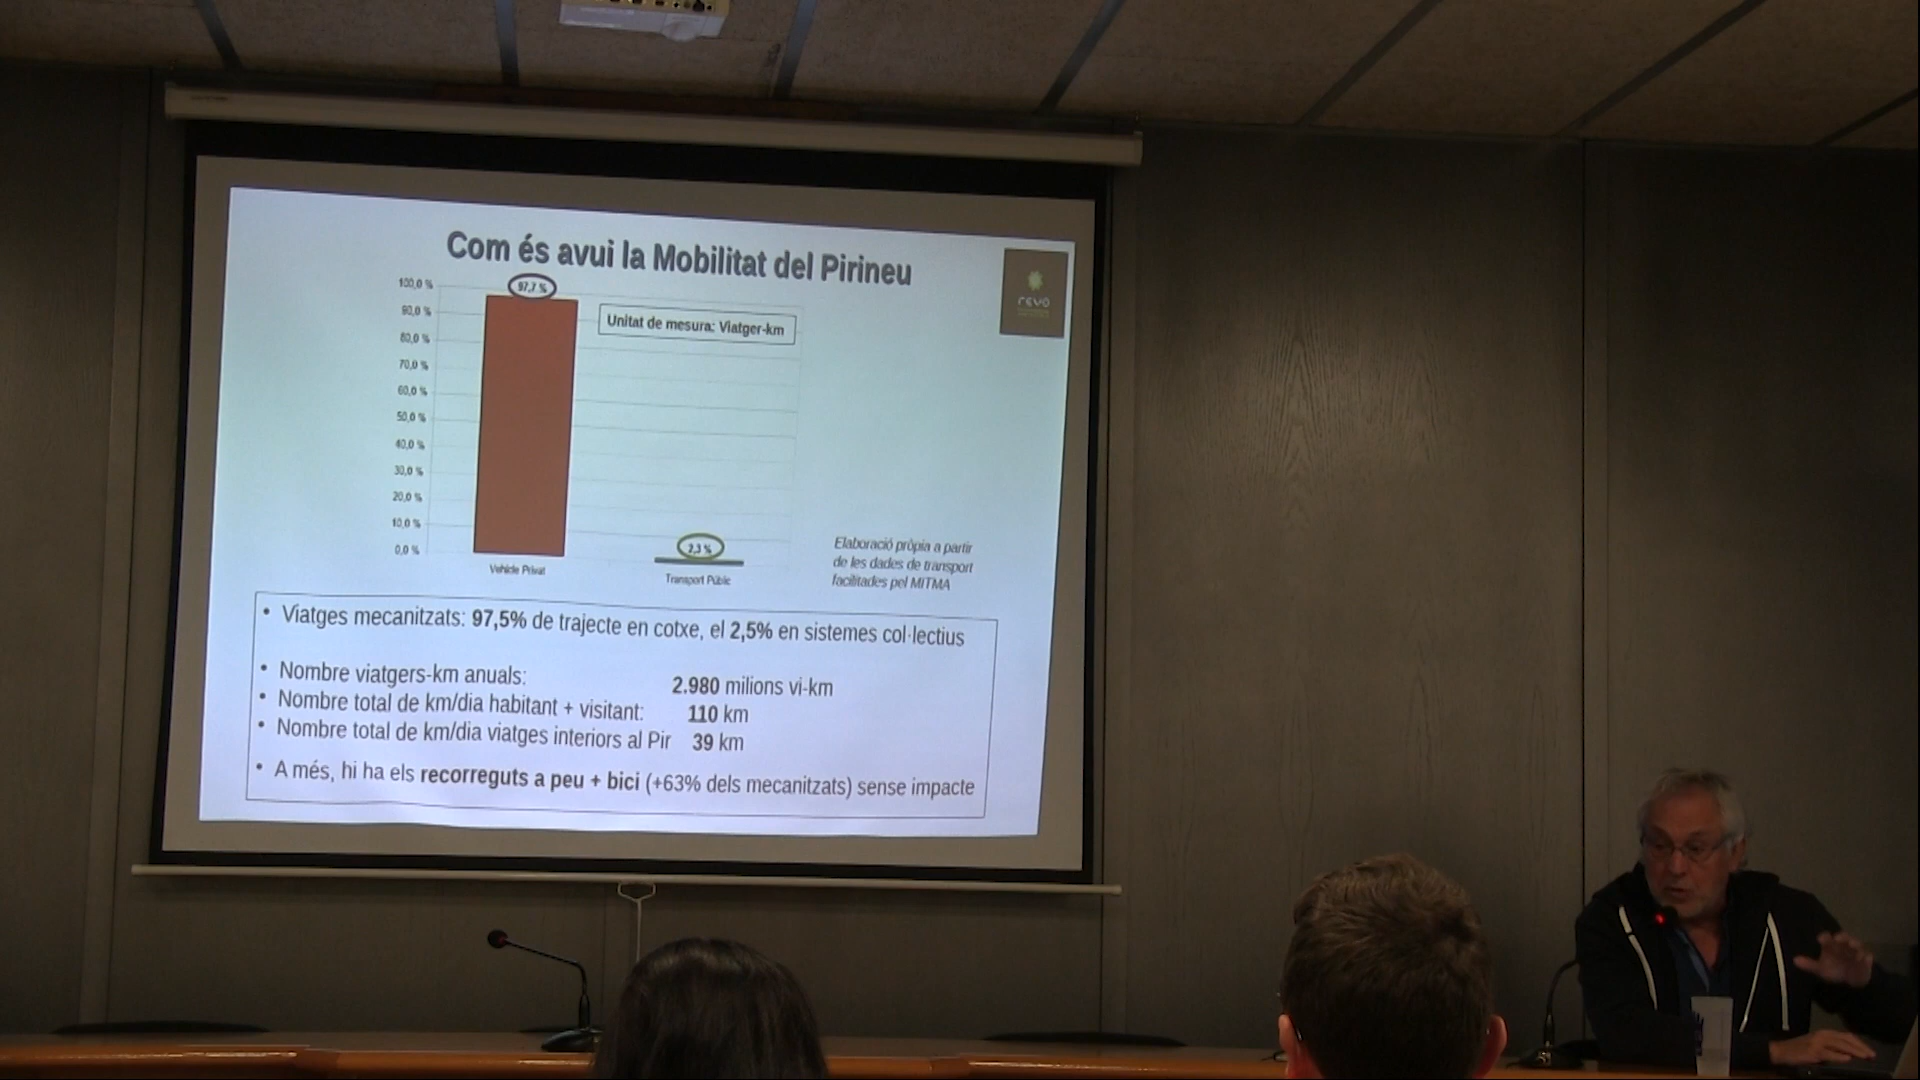 Com és avui la Mobilitat del Pirineu
revo
100,0 %
90,0 %
80,0 %
70,0 %
60,0 %
50,0 %
40,0 %
30,0 %
20,0 %
10,0 %
0,0 %
97,7 %
Unitat de mesura: Viatger-km
2,3 %
Vehicle Privat
Transport Públic
Elaboració pròpia a partir
de les dades de transport
facilitades pel MITMA
• Viatges mecanitzats: 97,5% de trajecte en cotxe, el 2,5% en sistemes col·lectius
• Nombre viatgers-km anuals: 2.980 milions vi-km
• Nombre total de km/dia habitant + visitant: 110 km
• Nombre total de km/dia viatges interiors al Pir 39 km
• A més, hi ha els recorreguts a peu + bici (+63% dels mecanitzats) sense impacte